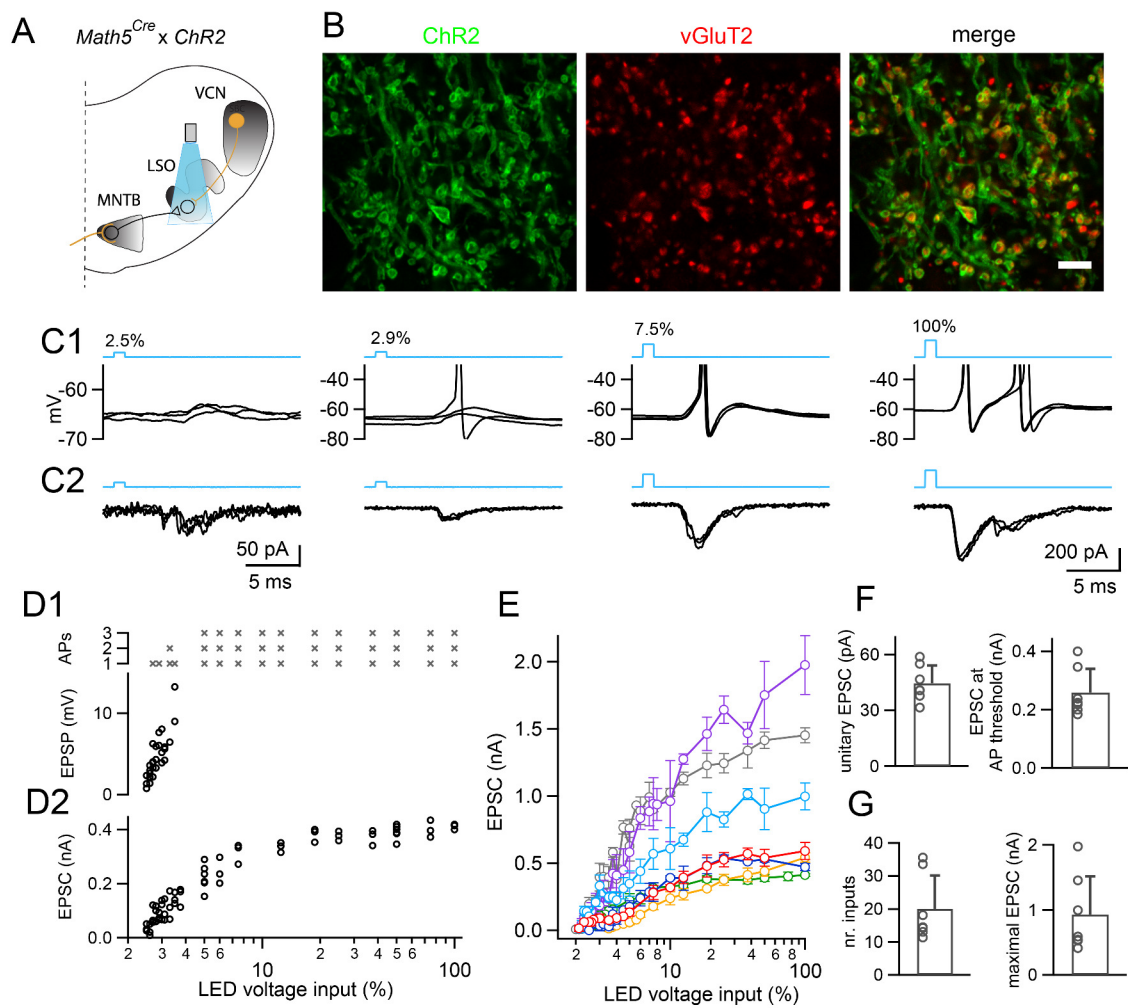 A
Math5Cre x ChR2
VCN
LSO
MNTB
B
ChR2
vGluT2
merge
C1
2.5%
2.9%
7.5%
100%
mV
-60
-70
-40
-60
-80
-40
-60
-80
-40
-60
-80
C2
50 pA
5 ms
200 pA
5 ms
D1
APs
3
2
1
EPSP (mV)
10
0
D2
EPSC (nA)
0.4
0.2
0.0
2 3 4 5 6 8 10 2 3 4 5 6 8 100
LED voltage input (%)
E
EPSC (nA)
2.0
1.5
1.0
0.5
0.0
2 4 6 8 10 2 4 6 8 100
LED voltage input (%)
F
unitary EPSC (pA)
60
30
0
EPSC at
AP threshold (nA)
0.4
0.2
0.0
G
nr. inputs
40
30
20
10
0
maximal EPSC (nA)
2
1
0